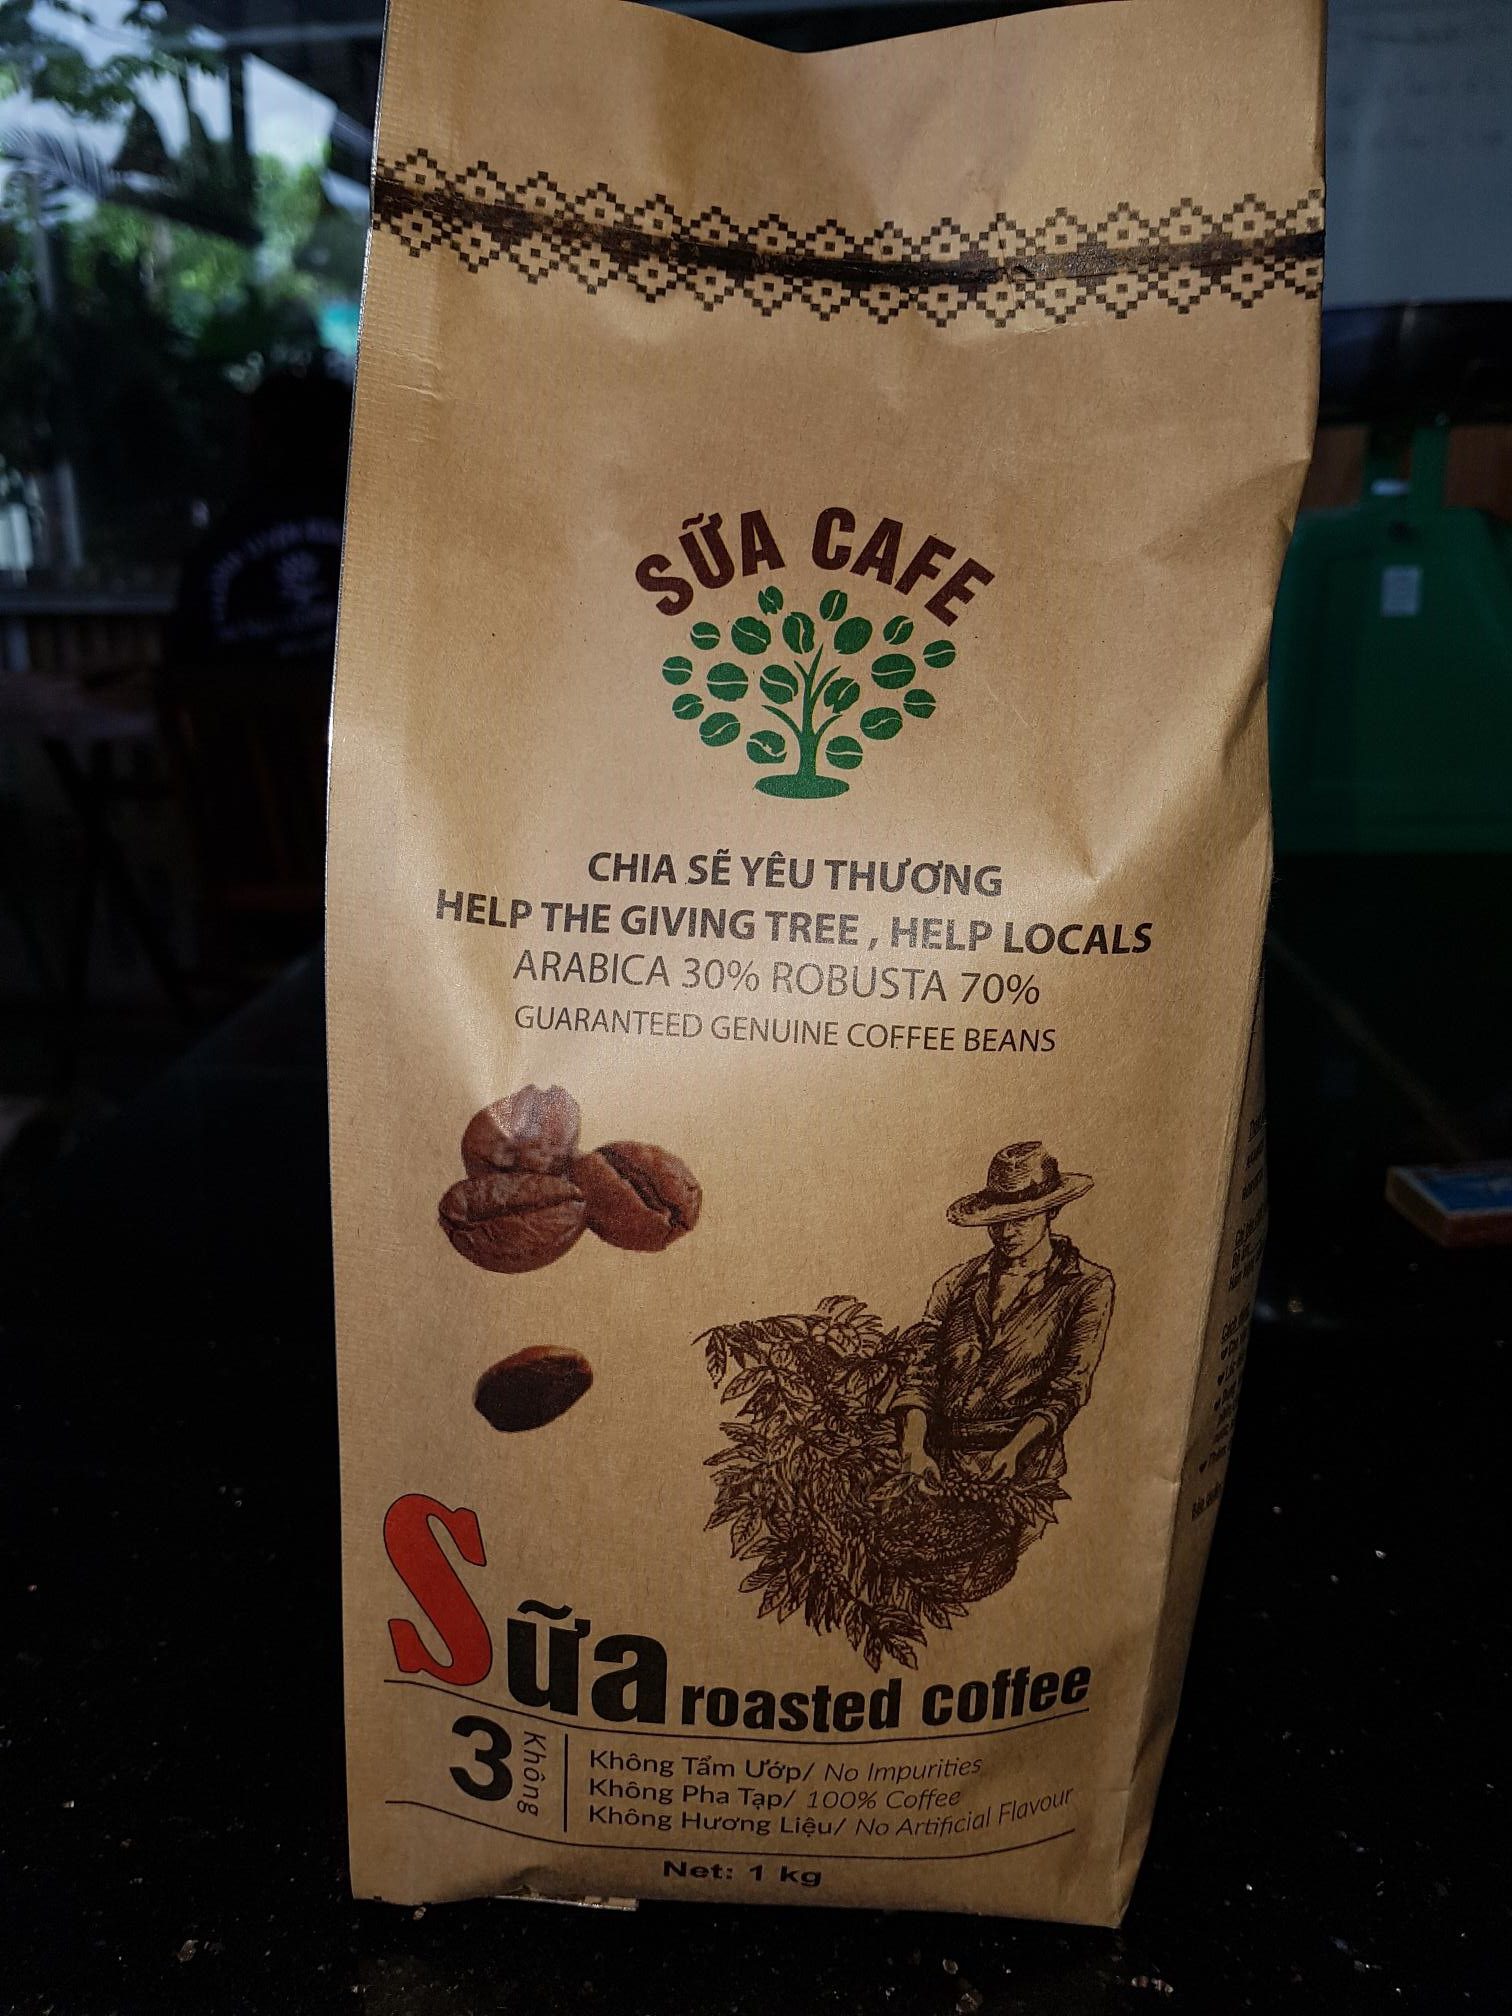 SỮA CAFE
CHIA SẼ YÊU THƯƠNG
HELP THE GIVING TREE , HELP LOCALS
ARABICA 30% ROBUSTA 70%
GUARANTEED GENUINE COFFEE BEANS
Sữa roasted coffee
3 Không
Không Tẩm Ướp/ No Impurities
Không Pha Tạp/ 100% Coffee
Không Hương Liệu/ No Artificial Flavour
Net: 1 kg